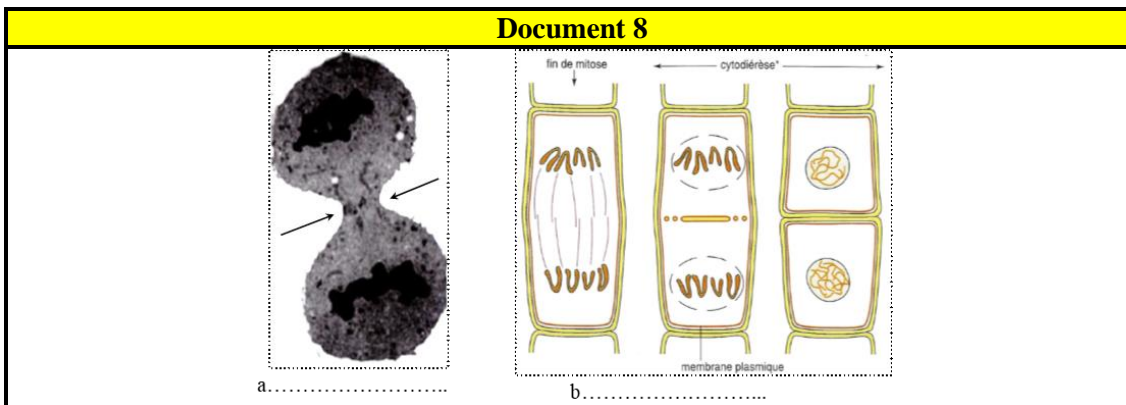 Document 8
fin de mitose
cytodiérèse*
membrane plasmique
a……………………..
b……………………...